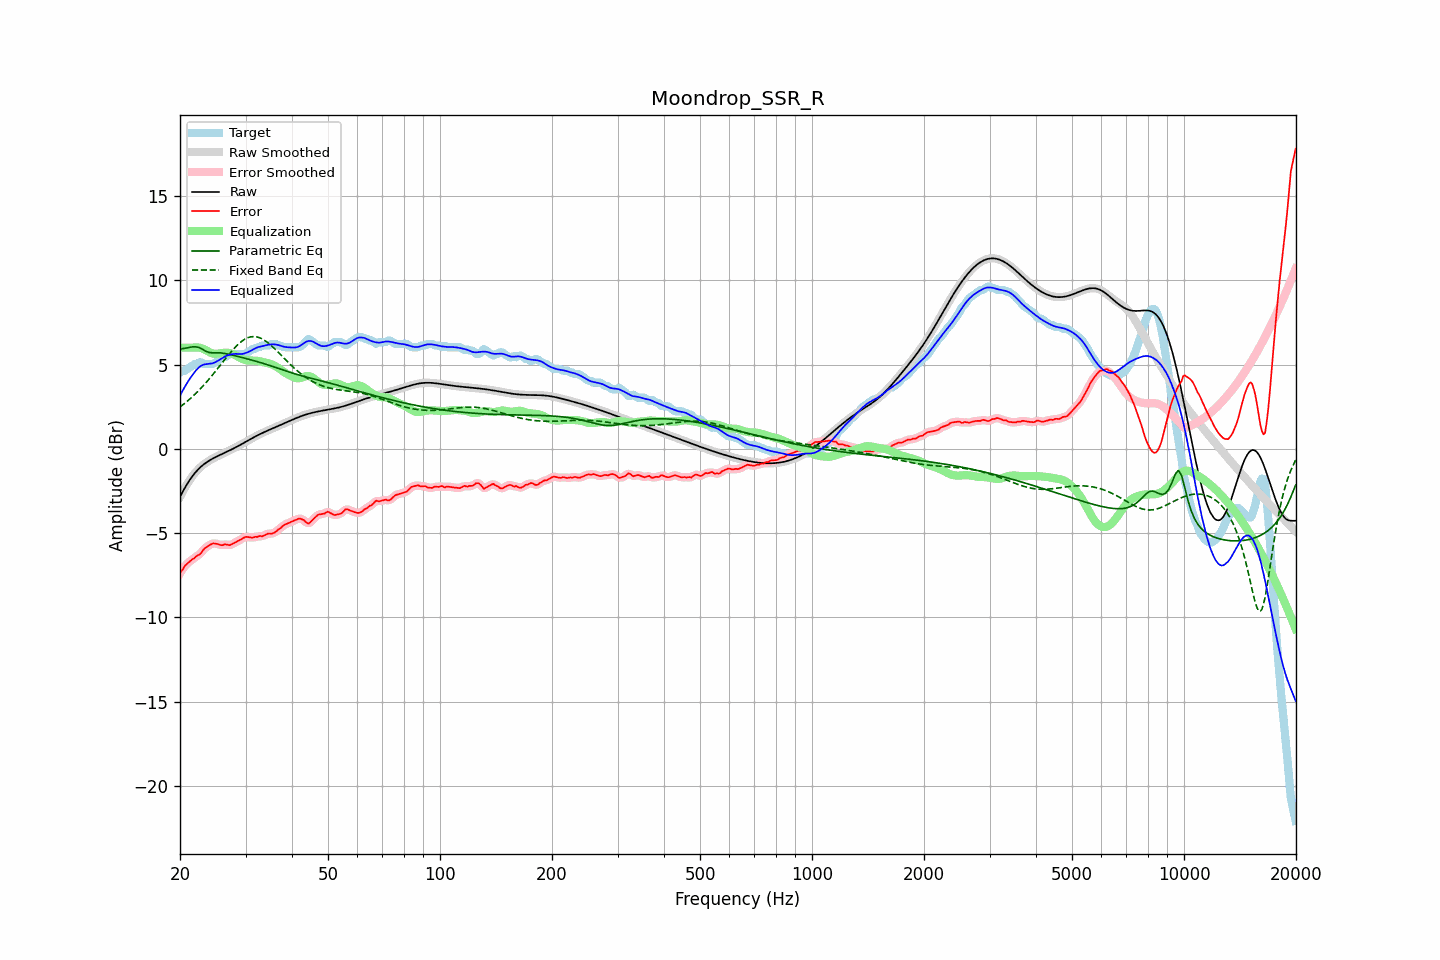 Moondrop_SSR_R
Target
Raw Smoothed
Error Smoothed
Raw
Error
Equalization
Parametric Eq
Fixed Band Eq
Equalized
15
10
5
0
−5
−10
−15
−20
Amplitude (dBr)
20 50 100 200 500 1000 2000 5000 10000 20000
Frequency (Hz)